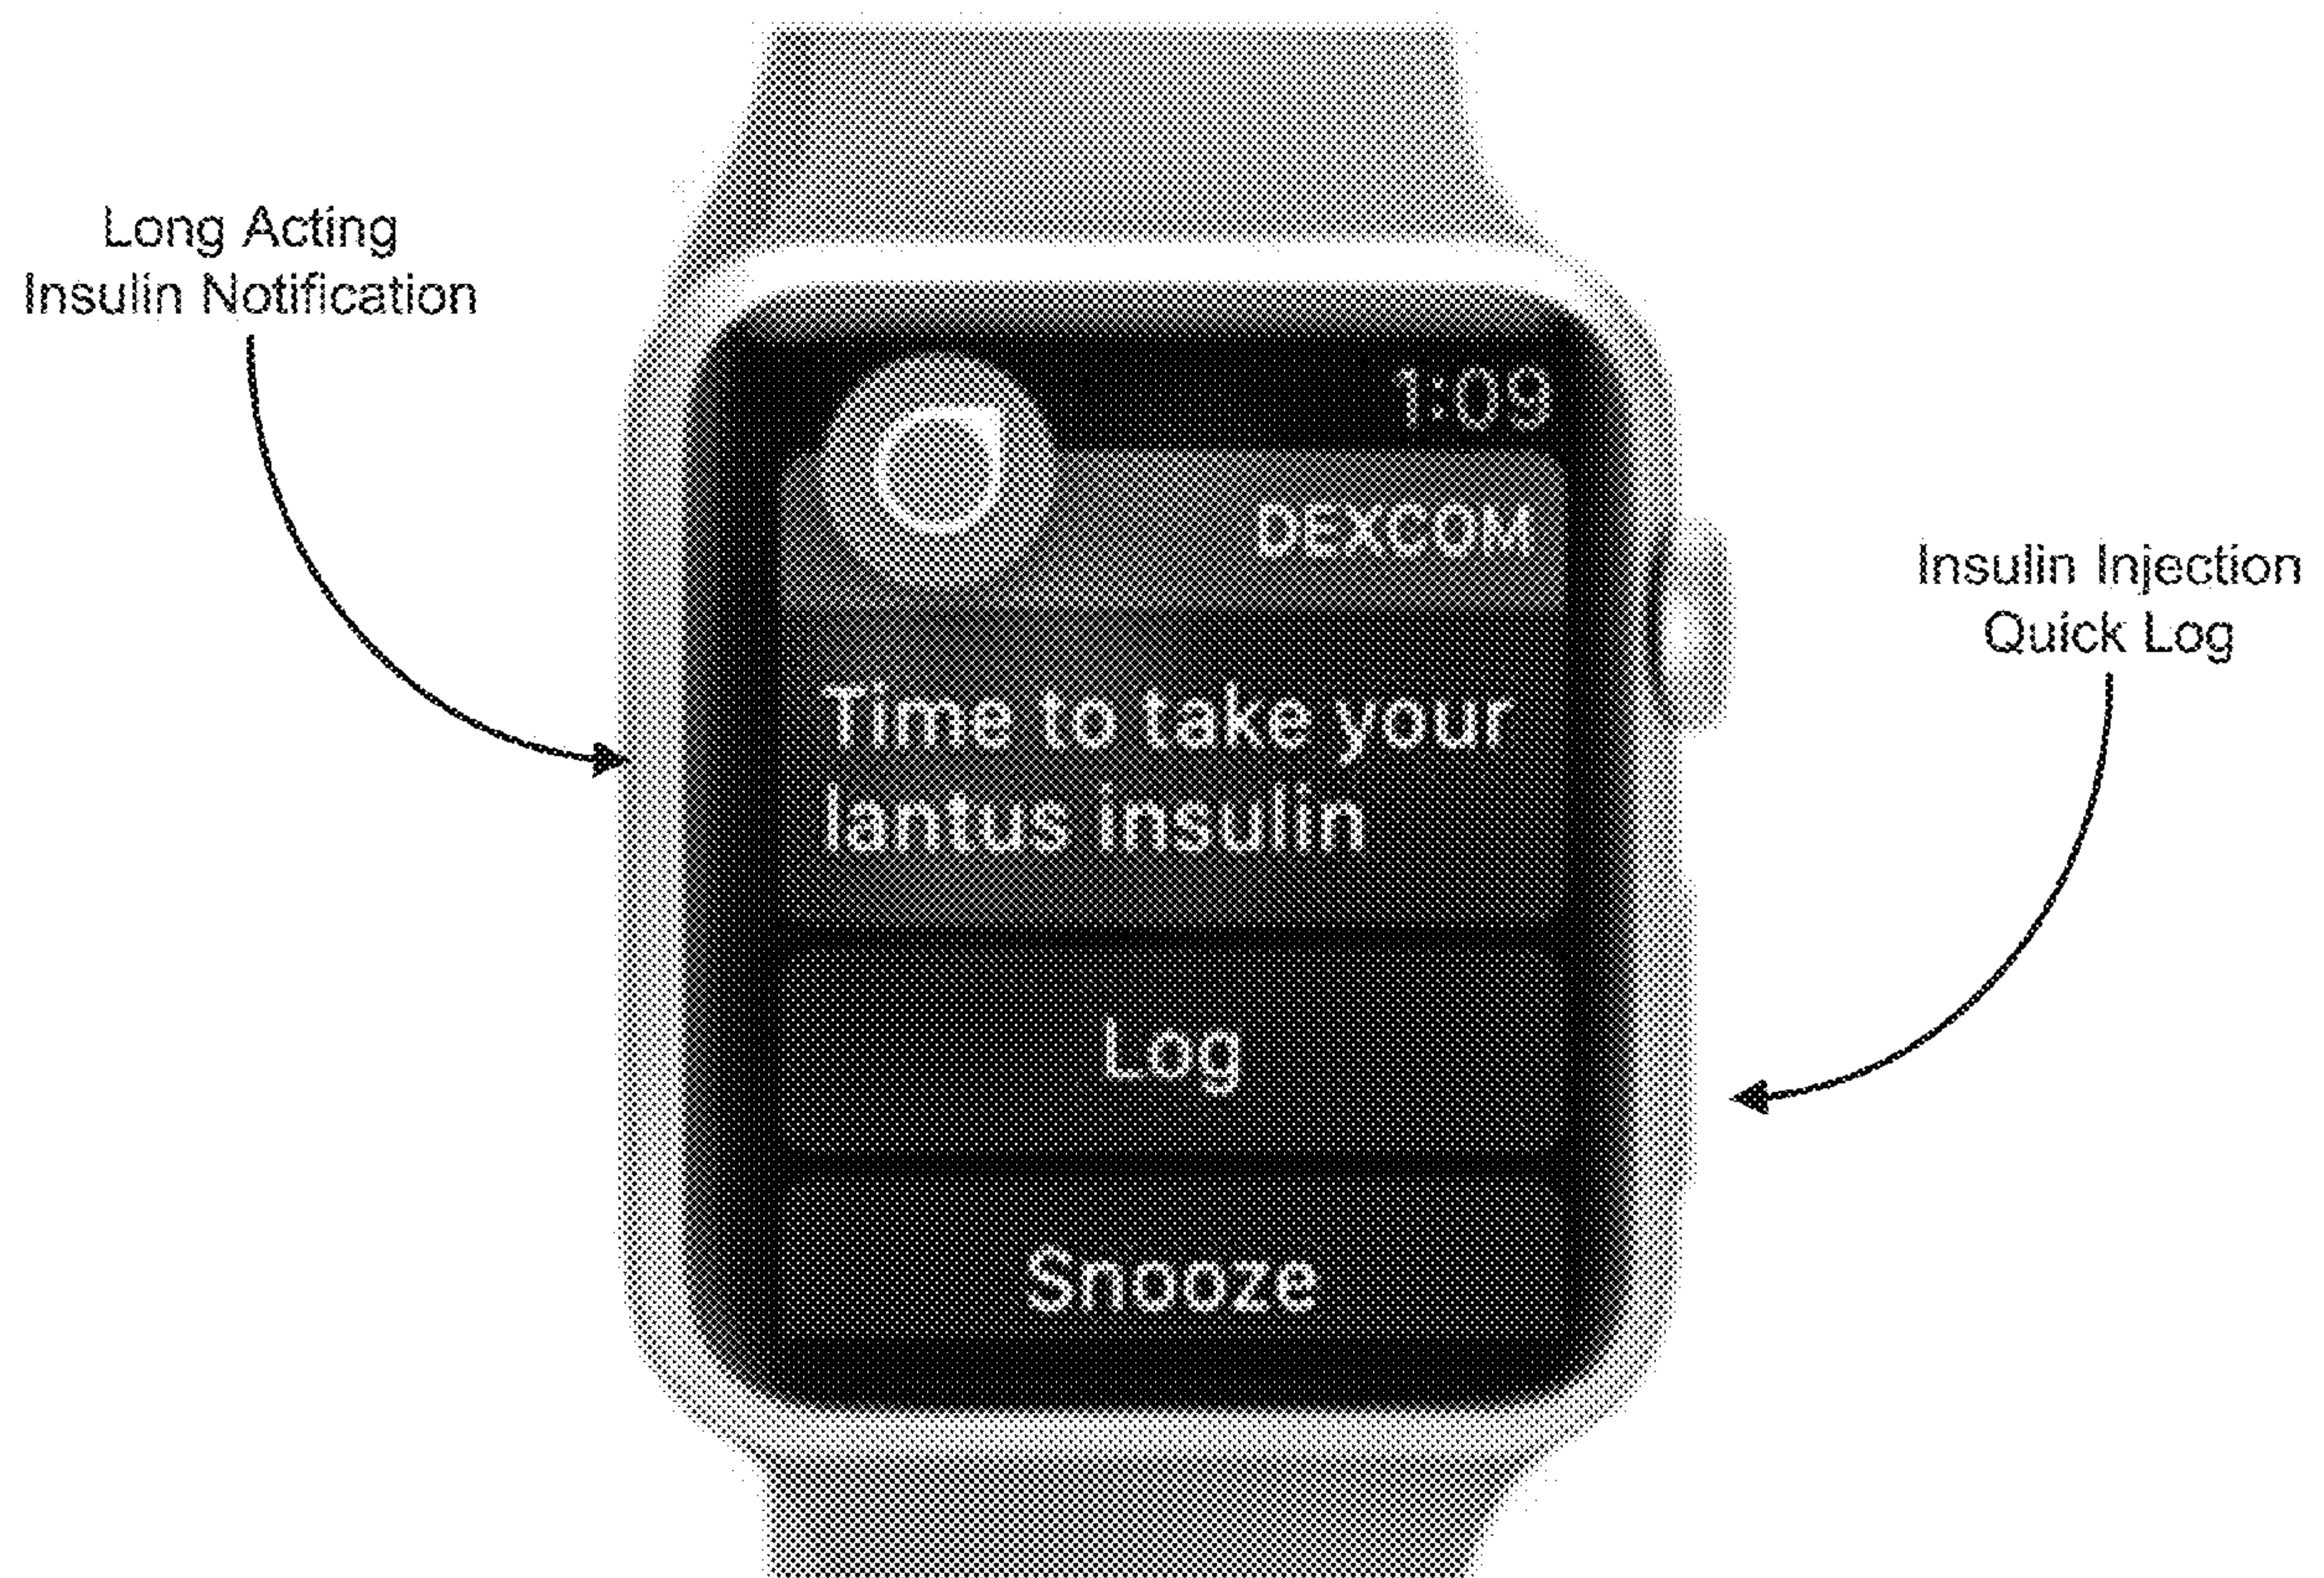 Long Acting
Insulin Notification
1:09
DEXCOM
Insulin Injection
Quick Log
Time to take your
lantus insulin
Log
Snooze